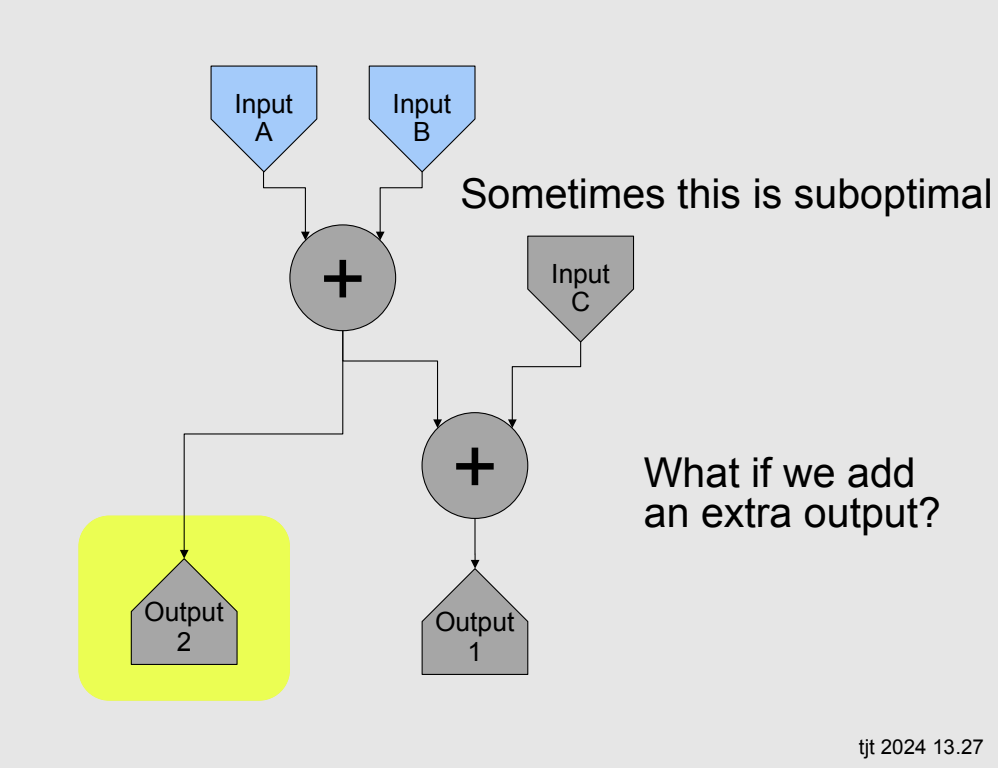 Input
A
Input
B
Sometimes this is suboptimal
+
Input
C
+
What if we add
an extra output?
Output
2
Output
1
tjt 2024 13.27